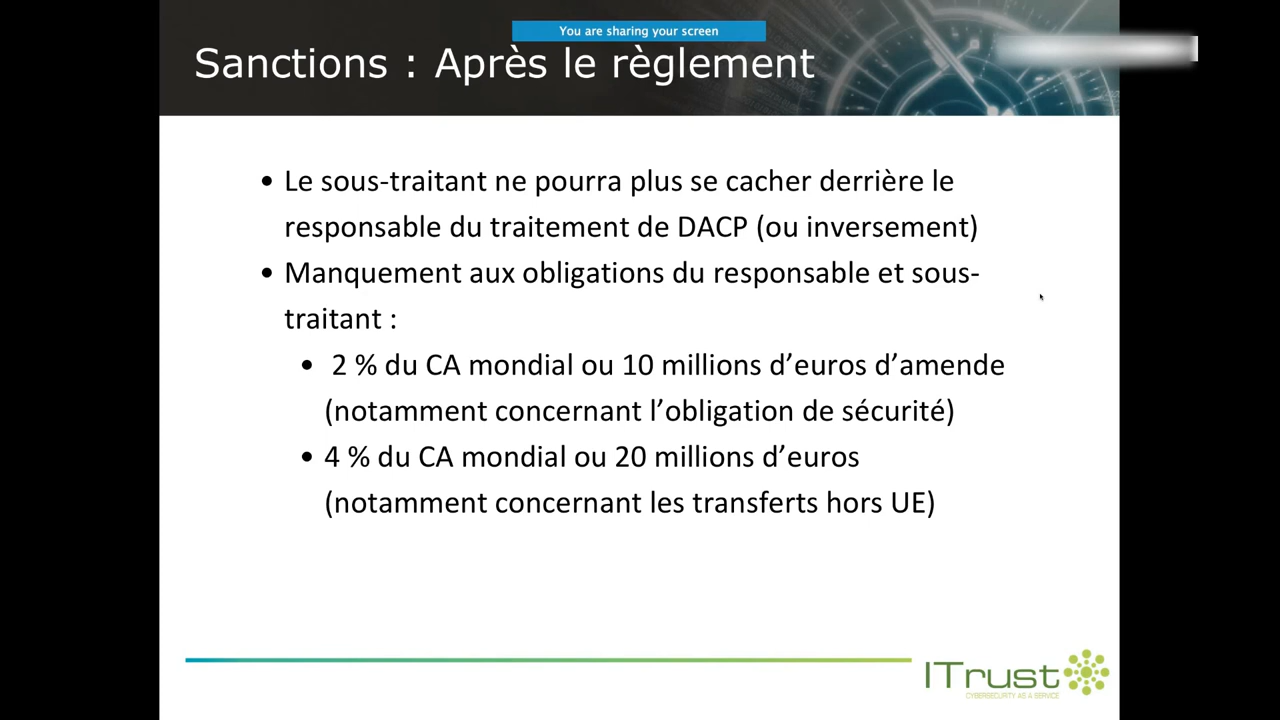 You are sharing your screen
Sanctions : Après le règlement
• Le sous-traitant ne pourra plus se cacher derrière le
responsable du traitement de DACP (ou inversement)
• Manquement aux obligations du responsable et sous-
traitant :
• 2 % du CA mondial ou 10 millions d’euros d’amende
(notamment concernant l’obligation de sécurité)
• 4 % du CA mondial ou 20 millions d’euros
(notamment concernant les transferts hors UE)
ITrust
CYBERSECURITY AS A SERVICE